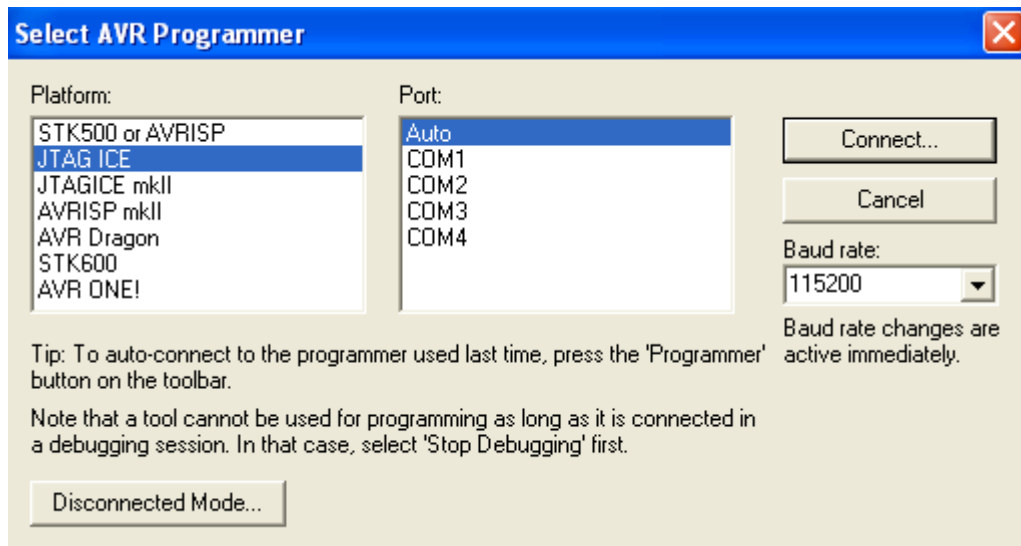 Select AVR Programmer
Platform:
STK500 or AVRISP
JTAG ICE
JTAGICE mkII
AVRISP mkII
AVR Dragon
STK600
AVR ONE!
Port:
Auto
COM1
COM2
COM3
COM4
Connect...
Cancel
Baud rate:
115200
Baud rate changes are
active immediately.
Tip: To auto-connect to the programmer used last time, press the 'Programmer'
button on the toolbar.
Note that a tool cannot be used for programming as long as it is connected in
a debugging session. In that case, select 'Stop Debugging' first.
Disconnected Mode...